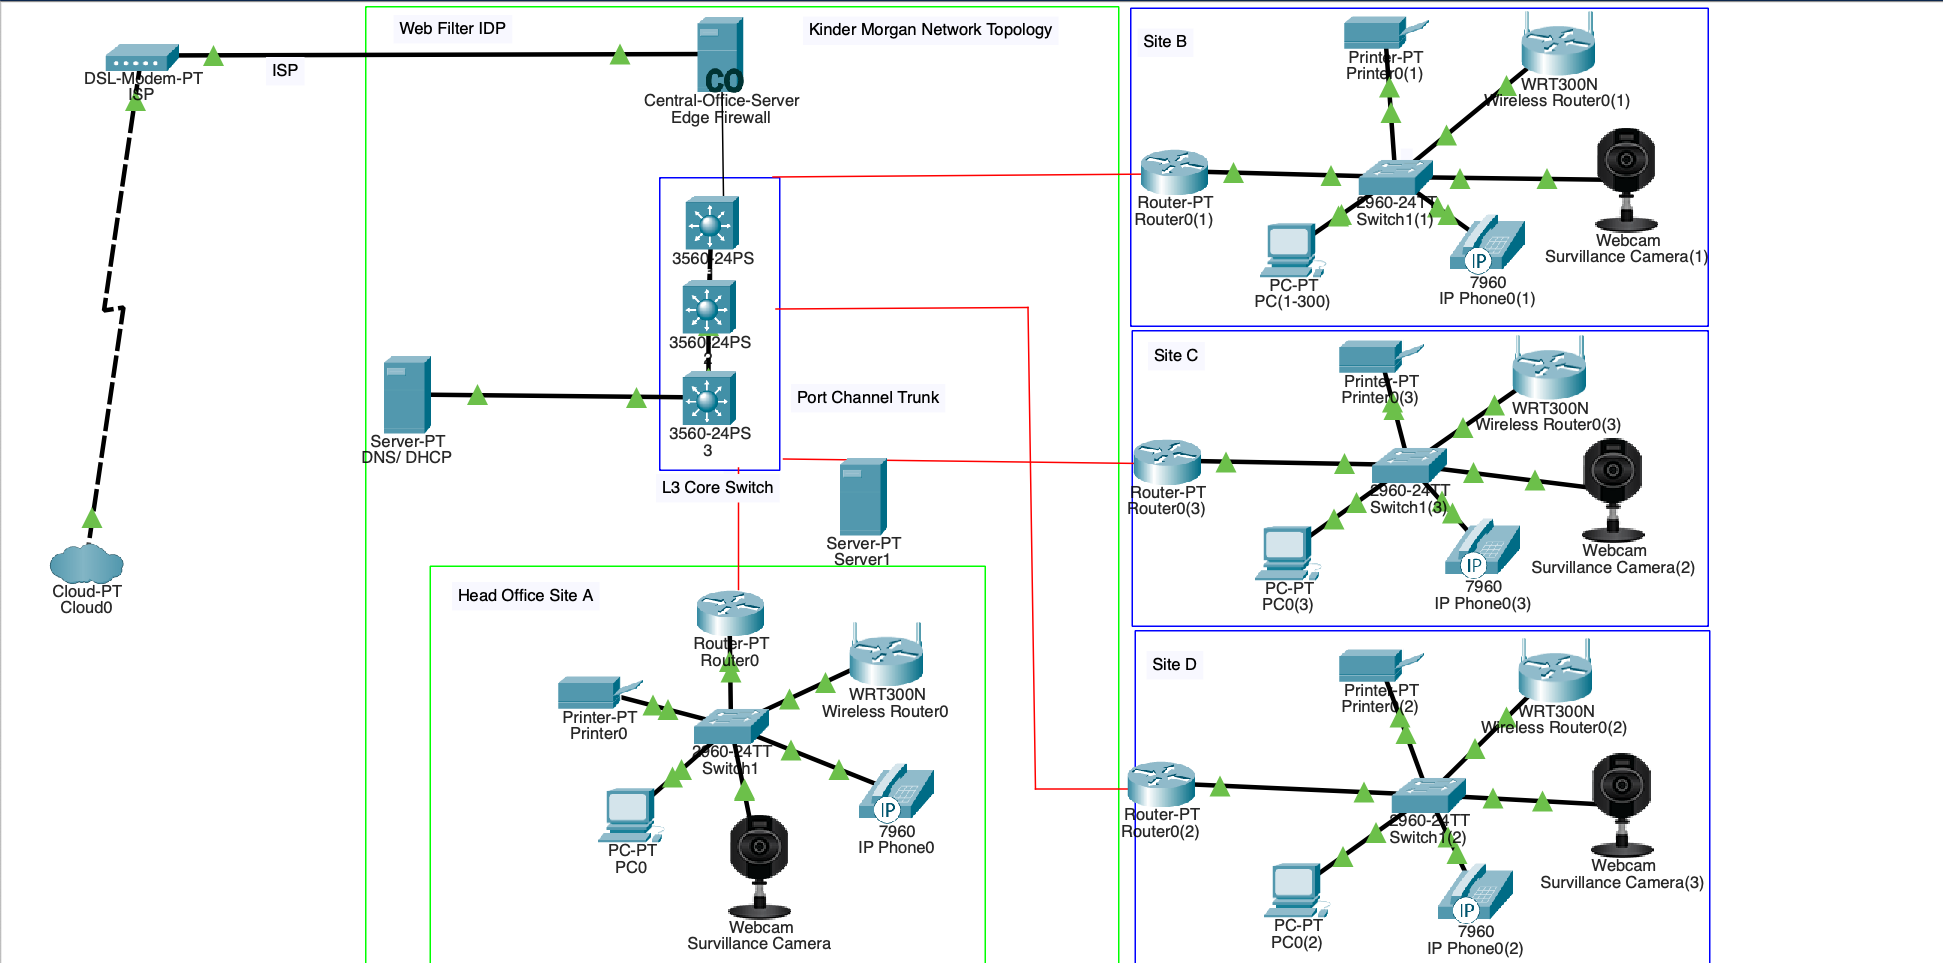 Web Filter IDP
Kinder Morgan Network Topology
DSL-Modem-PT
ISP
ISP
CO
Central-Office-Server
Edge Firewall
3560-24PS
3560-24PS
2
3560-24PS
3
Port Channel Trunk
L3 Core Switch
Server-PT
DNS/ DHCP
Server-PT
Server1
Cloud-PT
Cloud0
Head Office Site A
Router-PT
Router0
WRT300N
Wireless Router0
Printer-PT
Printer0
2960-24TT
Switch1
PC-PT
PC0
IP
7960
IP Phone0
Webcam
Survillance Camera
Site B
Printer-PT
Printer0(1)
WRT300N
Wireless Router0(1)
Router-PT
Router0(1)
2960-24TT
Switch1(1)
Webcam
Survillance Camera(1)
PC-PT
PC(1-300)
IP
7960
IP Phone0(1)
Site C
Printer-PT
Printer0(3)
WRT300N
Wireless Router0(3)
Router-PT
Router0(3)
2960-24TT
Switch1(3)
Webcam
Survillance Camera(2)
PC-PT
PC0(3)
IP
7960
IP Phone0(3)
Site D
Printer-PT
Printer0(2)
WRT300N
Wireless Router0(2)
Router-PT
Router0(2)
2960-24TT
Switch1(2)
Webcam
Survillance Camera(3)
PC-PT
PC0(2)
IP
7960
IP Phone0(2)